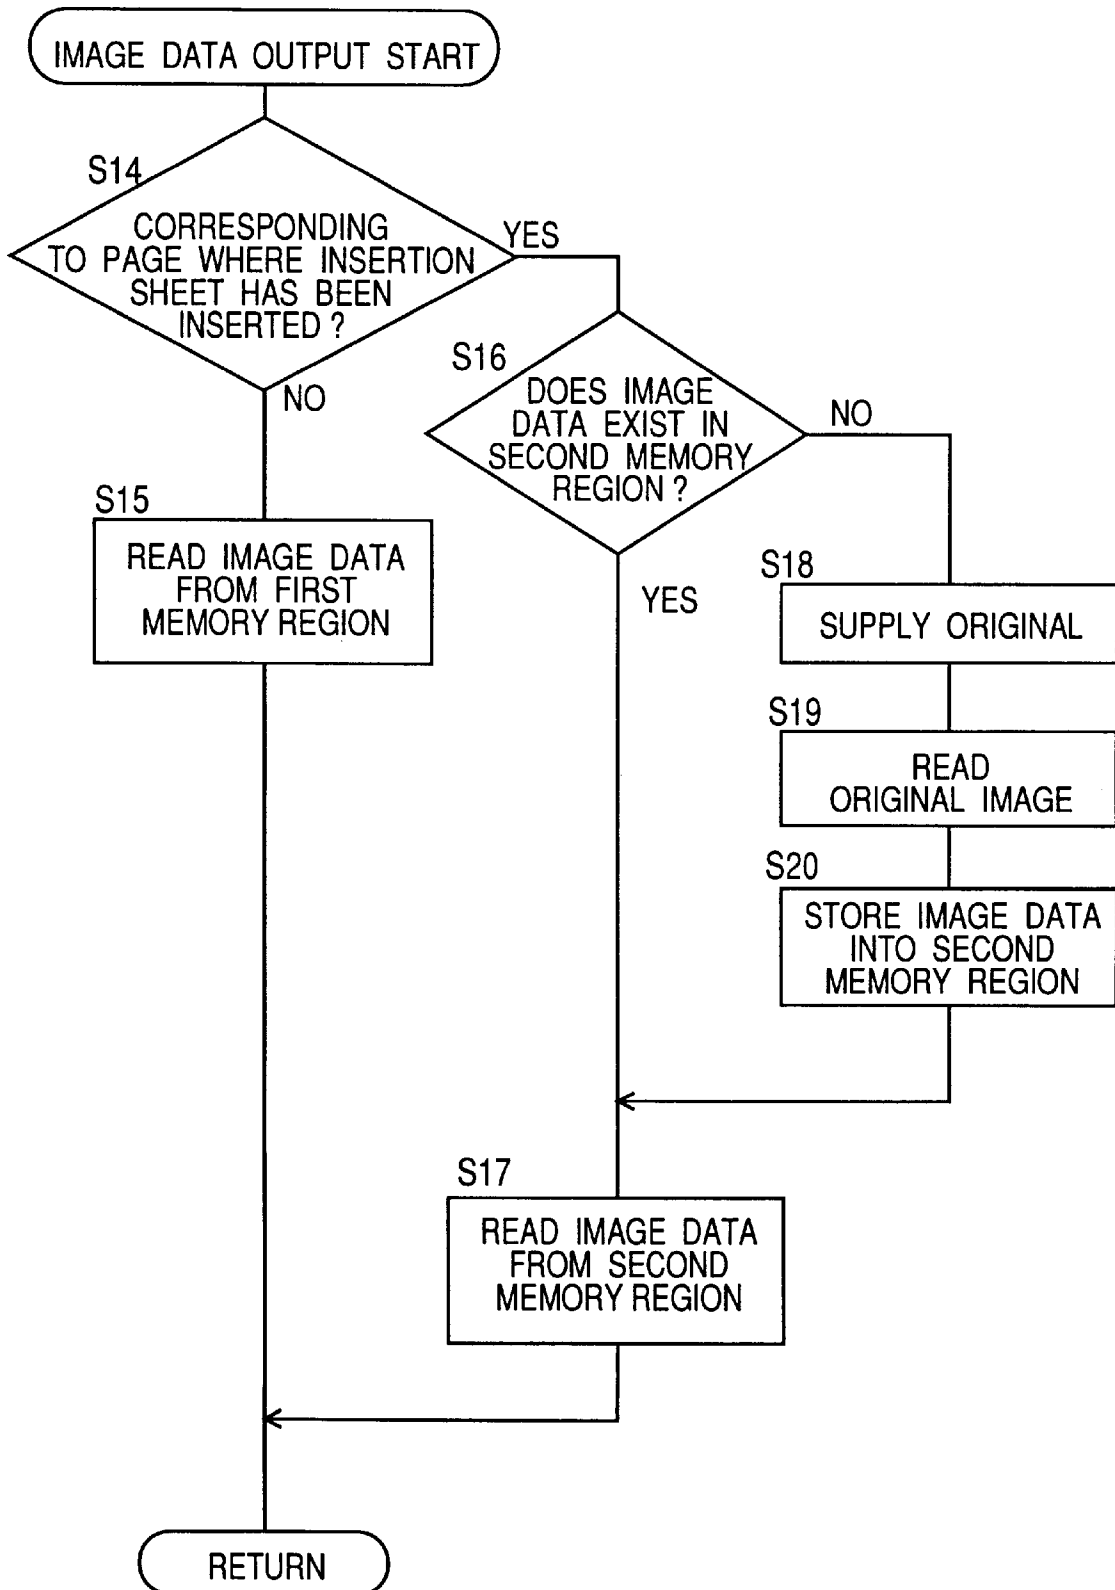 IMAGE DATA OUTPUT START
S14
CORRESPONDING
TO PAGE WHERE INSERTION
SHEET HAS BEEN
INSERTED ?
YES
NO
S15
READ IMAGE DATA
FROM FIRST
MEMORY REGION
S16
DOES IMAGE
DATA EXIST IN
SECOND MEMORY
REGION ?
NO
YES
S18
SUPPLY ORIGINAL
S19
READ
ORIGINAL IMAGE
S20
STORE IMAGE DATA
INTO SECOND
MEMORY REGION
S17
READ IMAGE DATA
FROM SECOND
MEMORY REGION
RETURN